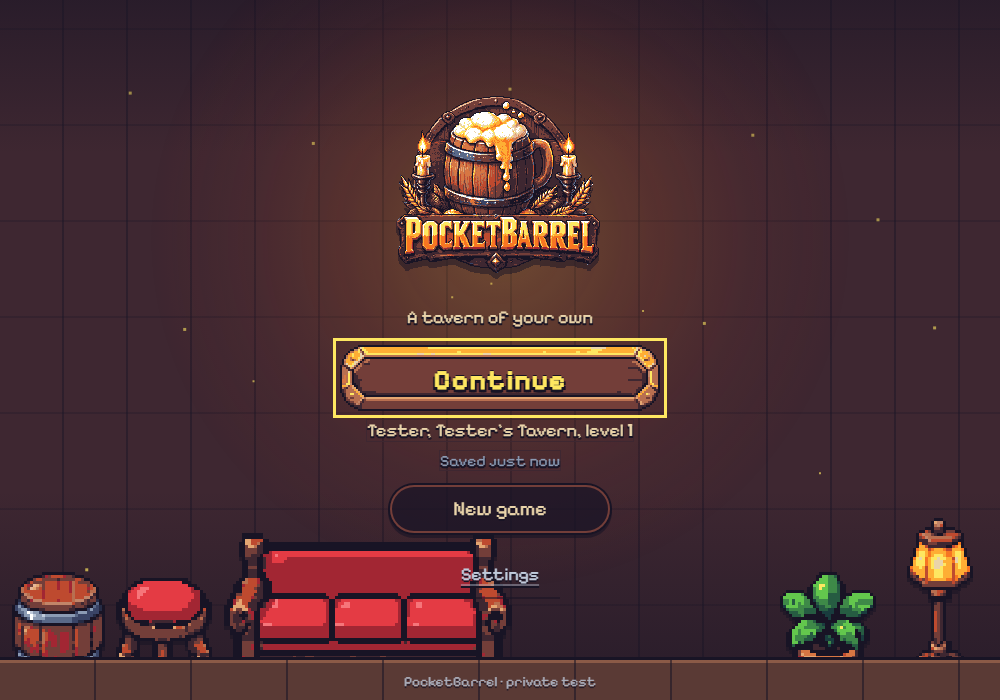 POCKETBARREL
A tavern of your own
Continue
Tester, Tester's Tavern, level 1
Saved just now
New game
Settings
PocketBarrel · private test